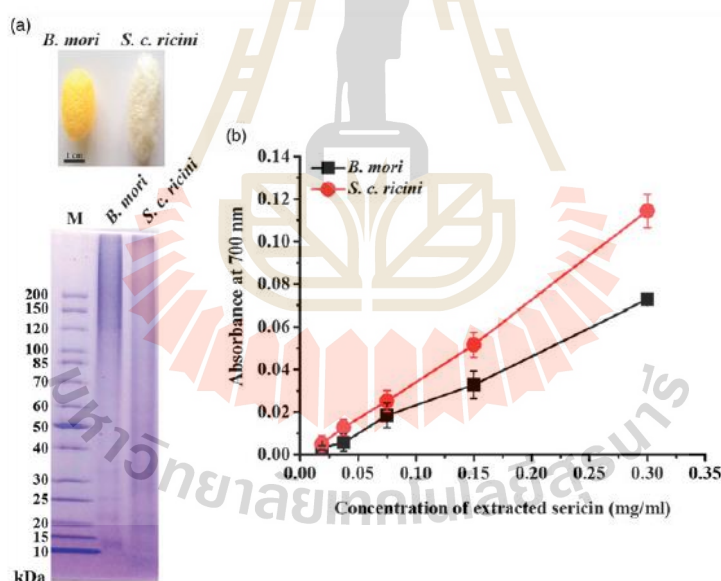 (a)
B. mori S. c. ricini
1 cm
M B. mori S. c. ricini
200
150
120
100
85
70
60
50
40
30
25
20
15
10
kDa
(b)
B. mori
S. c. ricini
0.14
0.12
0.10
0.08
0.06
0.04
0.02
0.00
Absorbance at 700 nm
0.00 0.05 0.10 0.15 0.20 0.25 0.30 0.35
Concentration of extracted sericin (mg/ml)
มหาวิทยาลัยเทคโนโลยีสุรนารี